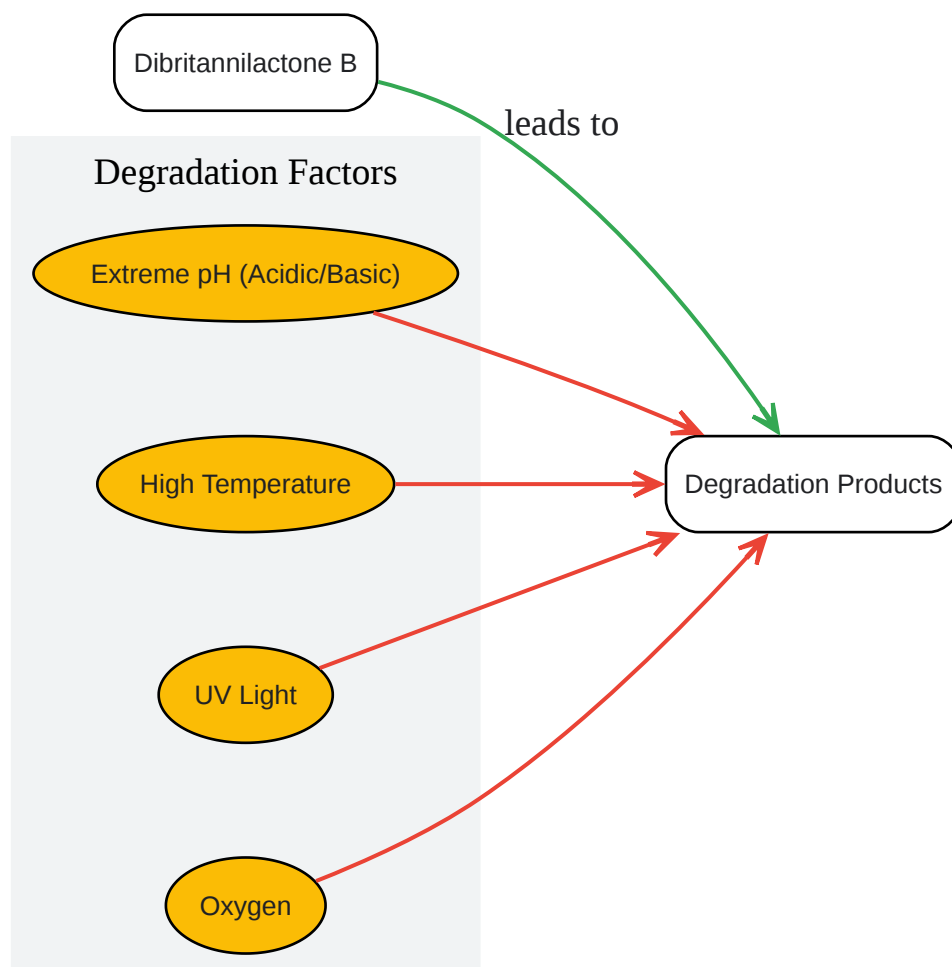 Dibritannilactone B
leads to
Degradation Factors
Extreme pH (Acidic/Basic)
High Temperature
Degradation Products
UV Light
Oxygen